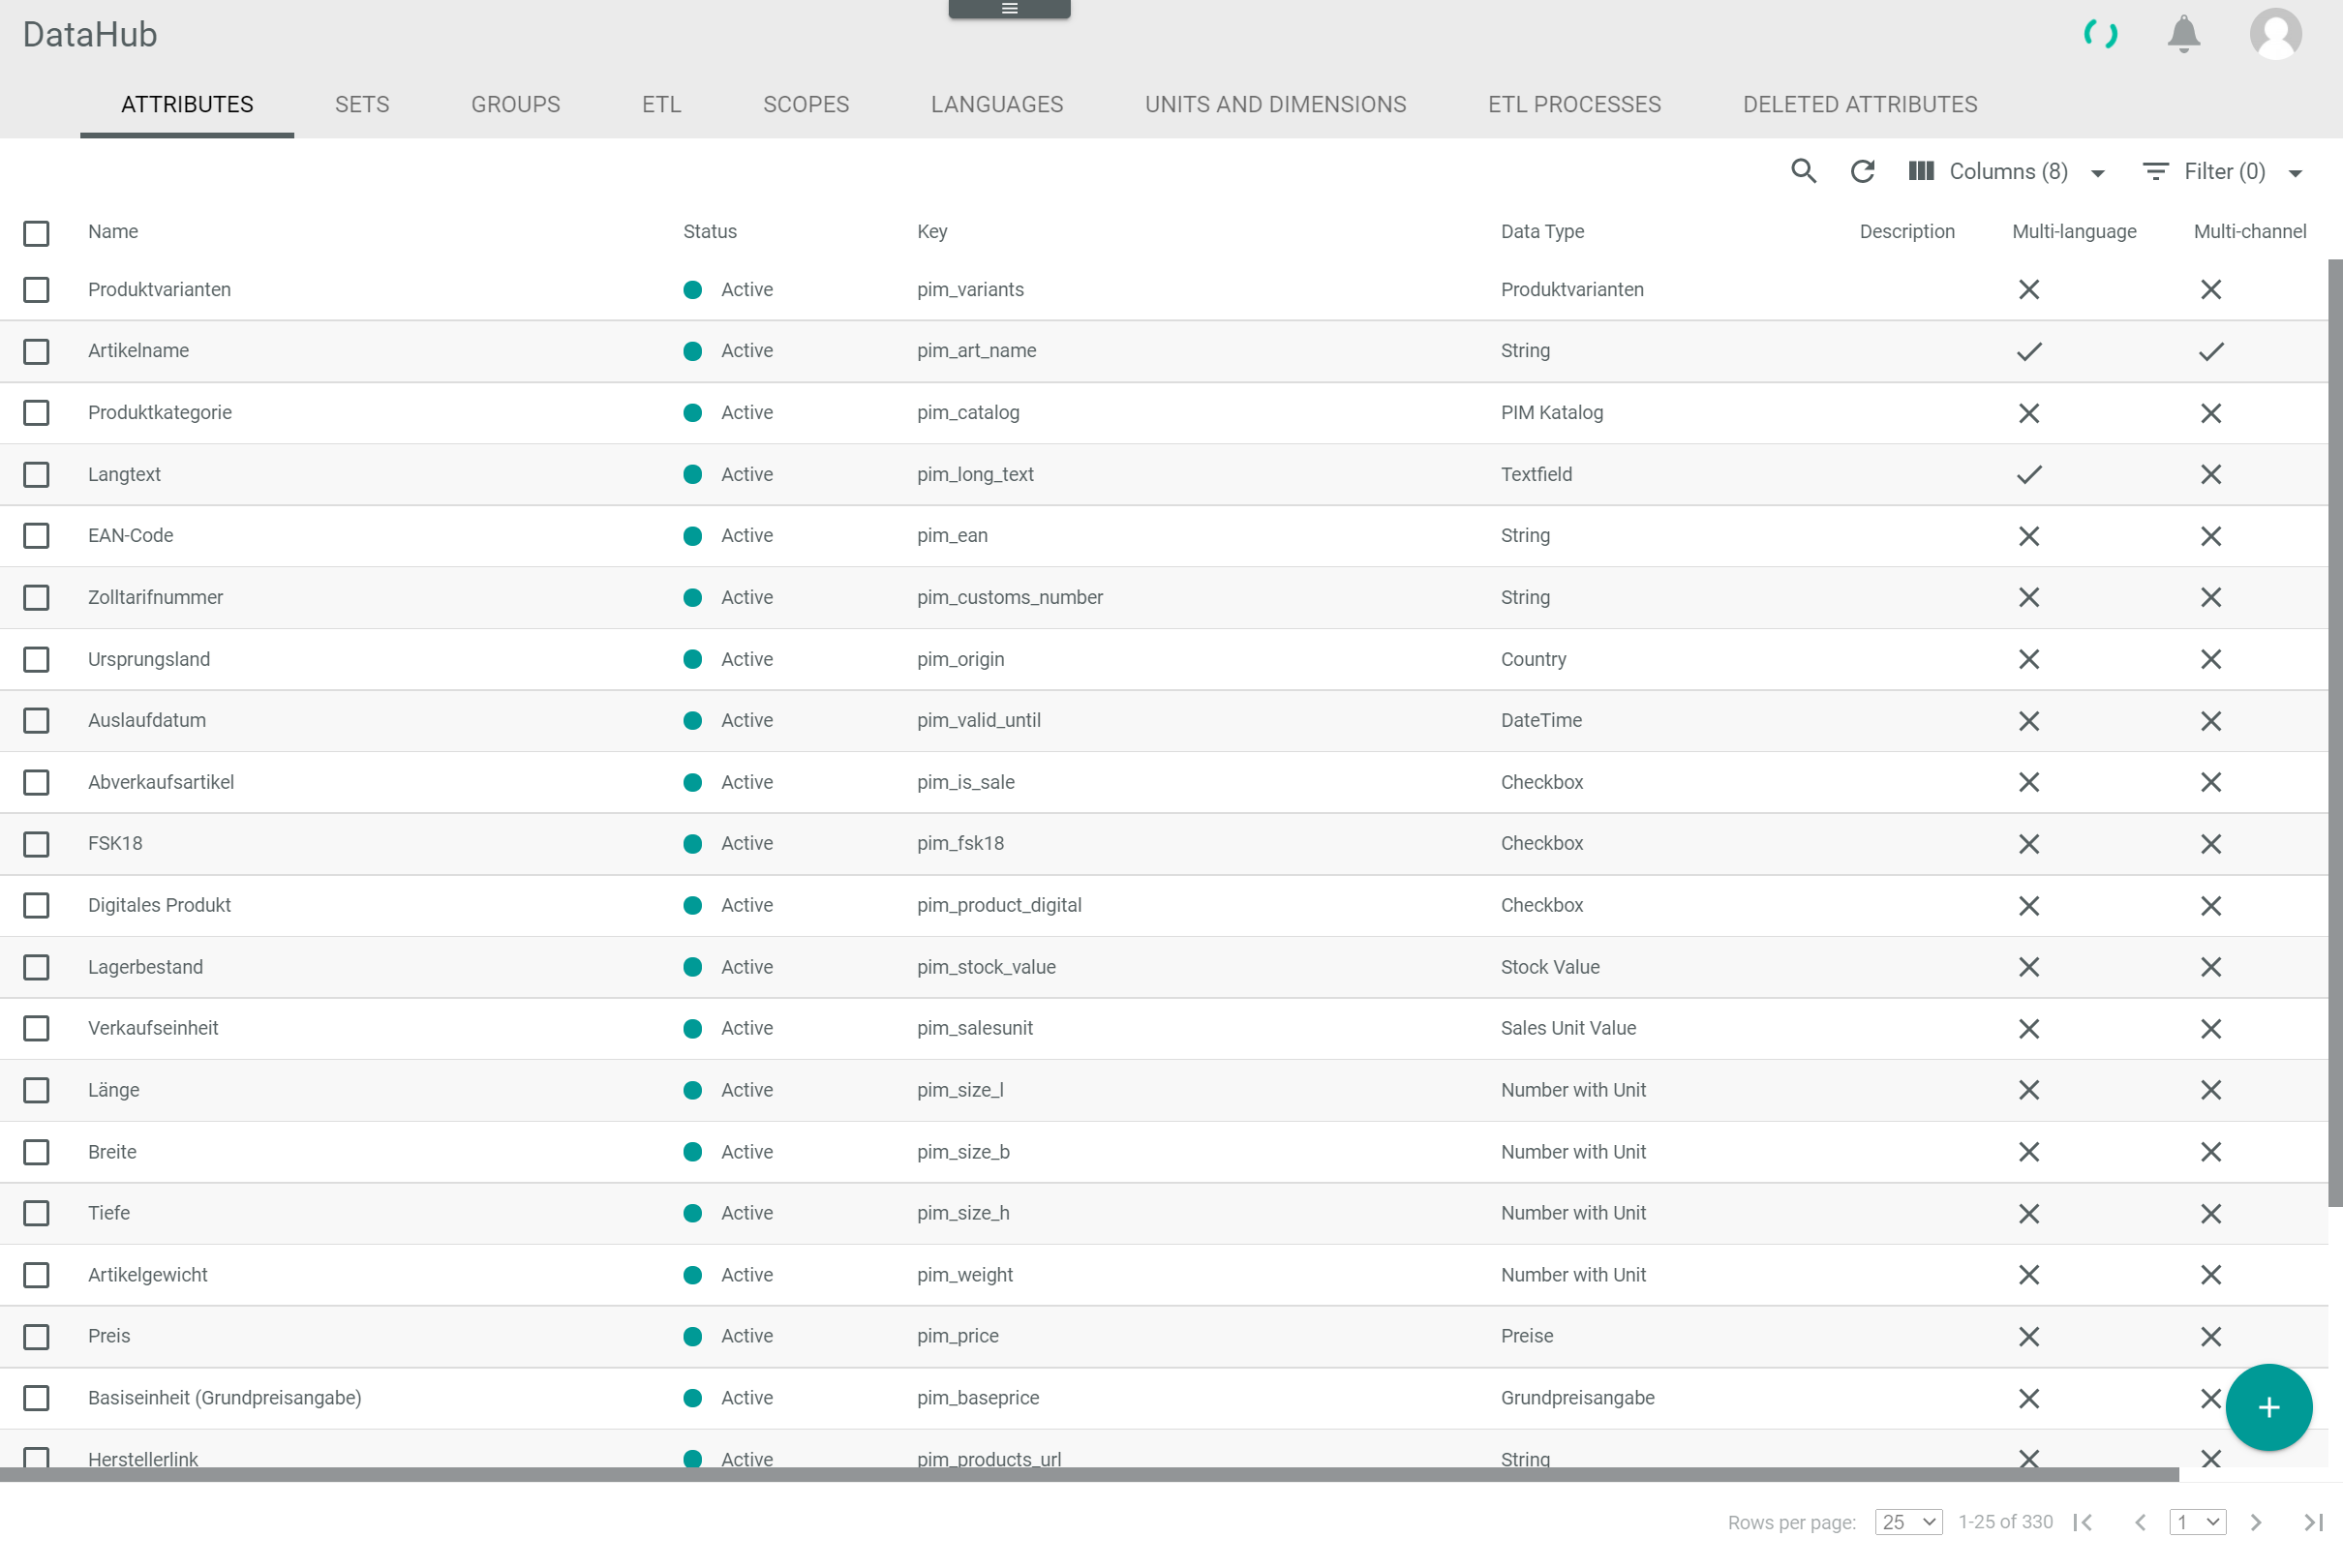 DataHub
ATTRIBUTES SETS GROUPS ETL SCOPES LANGUAGES UNITS AND DIMENSIONS ETL PROCESSES DELETED ATTRIBUTES
Columns (8) Filter (0)
Name Status Key Data Type Description Multi-language Multi-channel
Produktvarianten Active pim_variants Produktvarianten
Artikelname Active pim_art_name String
Produktkategorie Active pim_catalog PIM Katalog
Langtext Active pim_long_text Textfield
EAN-Code Active pim_ean String
Zolltarifnummer Active pim_customs_number String
Ursprungsland Active pim_origin Country
Auslaufdatum Active pim_valid_until DateTime
Abverkaufsartikel Active pim_is_sale Checkbox
FSK18 Active pim_fsk18 Checkbox
Digitales Produkt Active pim_product_digital Checkbox
Lagerbestand Active pim_stock_value Stock Value
Verkaufseinheit Active pim_salesunit Sales Unit Value
Länge Active pim_size_l Number with Unit
Breite Active pim_size_b Number with Unit
Tiefe Active pim_size_h Number with Unit
Artikelgewicht Active pim_weight Number with Unit
Preis Active pim_price Preise
Basiseinheit (Grundpreisangabe) Active pim_baseprice Grundpreisangabe
Herstellerlink Active pim_products_url String
Rows per page: 25 1-25 of 330 1